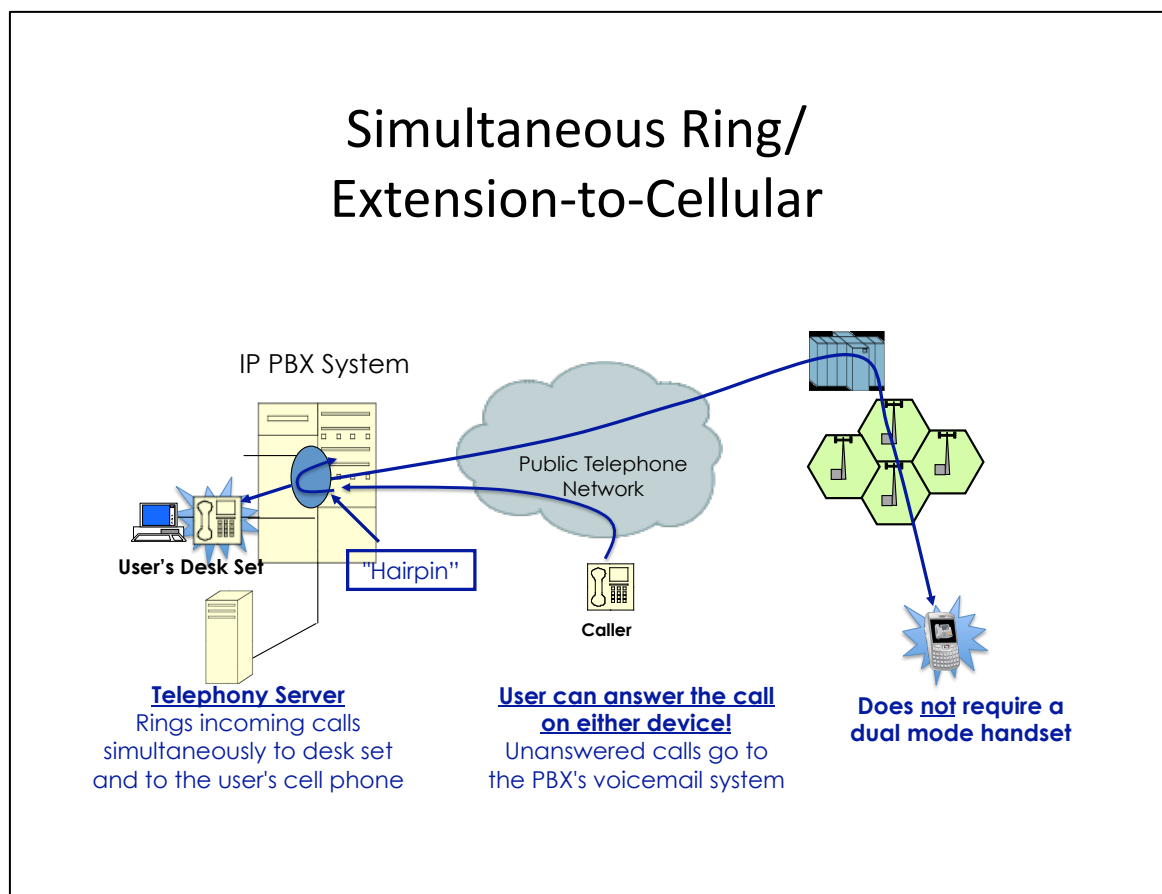 Simultaneous Ring/
Extension-to-Cellular
IP PBX System
Public Telephone
Network
User's Desk Set
"Hairpin”
Caller
Telephony Server
Rings incoming calls
simultaneously to desk set
and to the user's cell phone
User can answer the call
on either device!
Unanswered calls go to
the PBX's voicemail system
Does not require a
dual mode handset